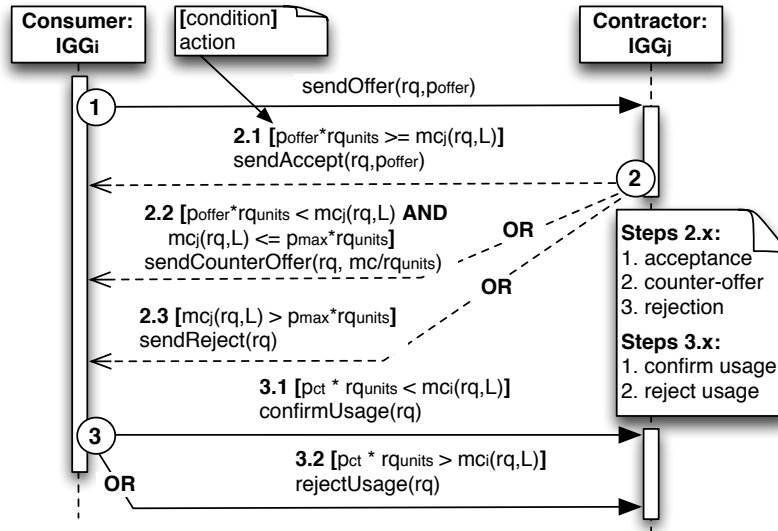 Consumer:
IGGi
[condition]
action
Contractor:
IGGj
1
sendOffer(rq,poffer)
2.1 [poffer*rqunits >= mcj(rq,L)]
sendAccept(rq,poffer)
2
2.2 [poffer*rqunits < mcj(rq,L) AND
mcj(rq,L) <= pmax*rqunits]
sendCounterOffer(rq, mc/rqunits)
OR
OR
2.3 [mcj(rq,L) > pmax*rqunits]
sendReject(rq)
Steps 2.x:
1. acceptance
2. counter-offer
3. rejection
Steps 3.x:
1. confirm usage
2. reject usage
3.1 [pct * rqunits < mci(rq,L)]
confirmUsage(rq)
3
3.2 [pct * rqunits > mci(rq,L)]
rejectUsage(rq)
OR